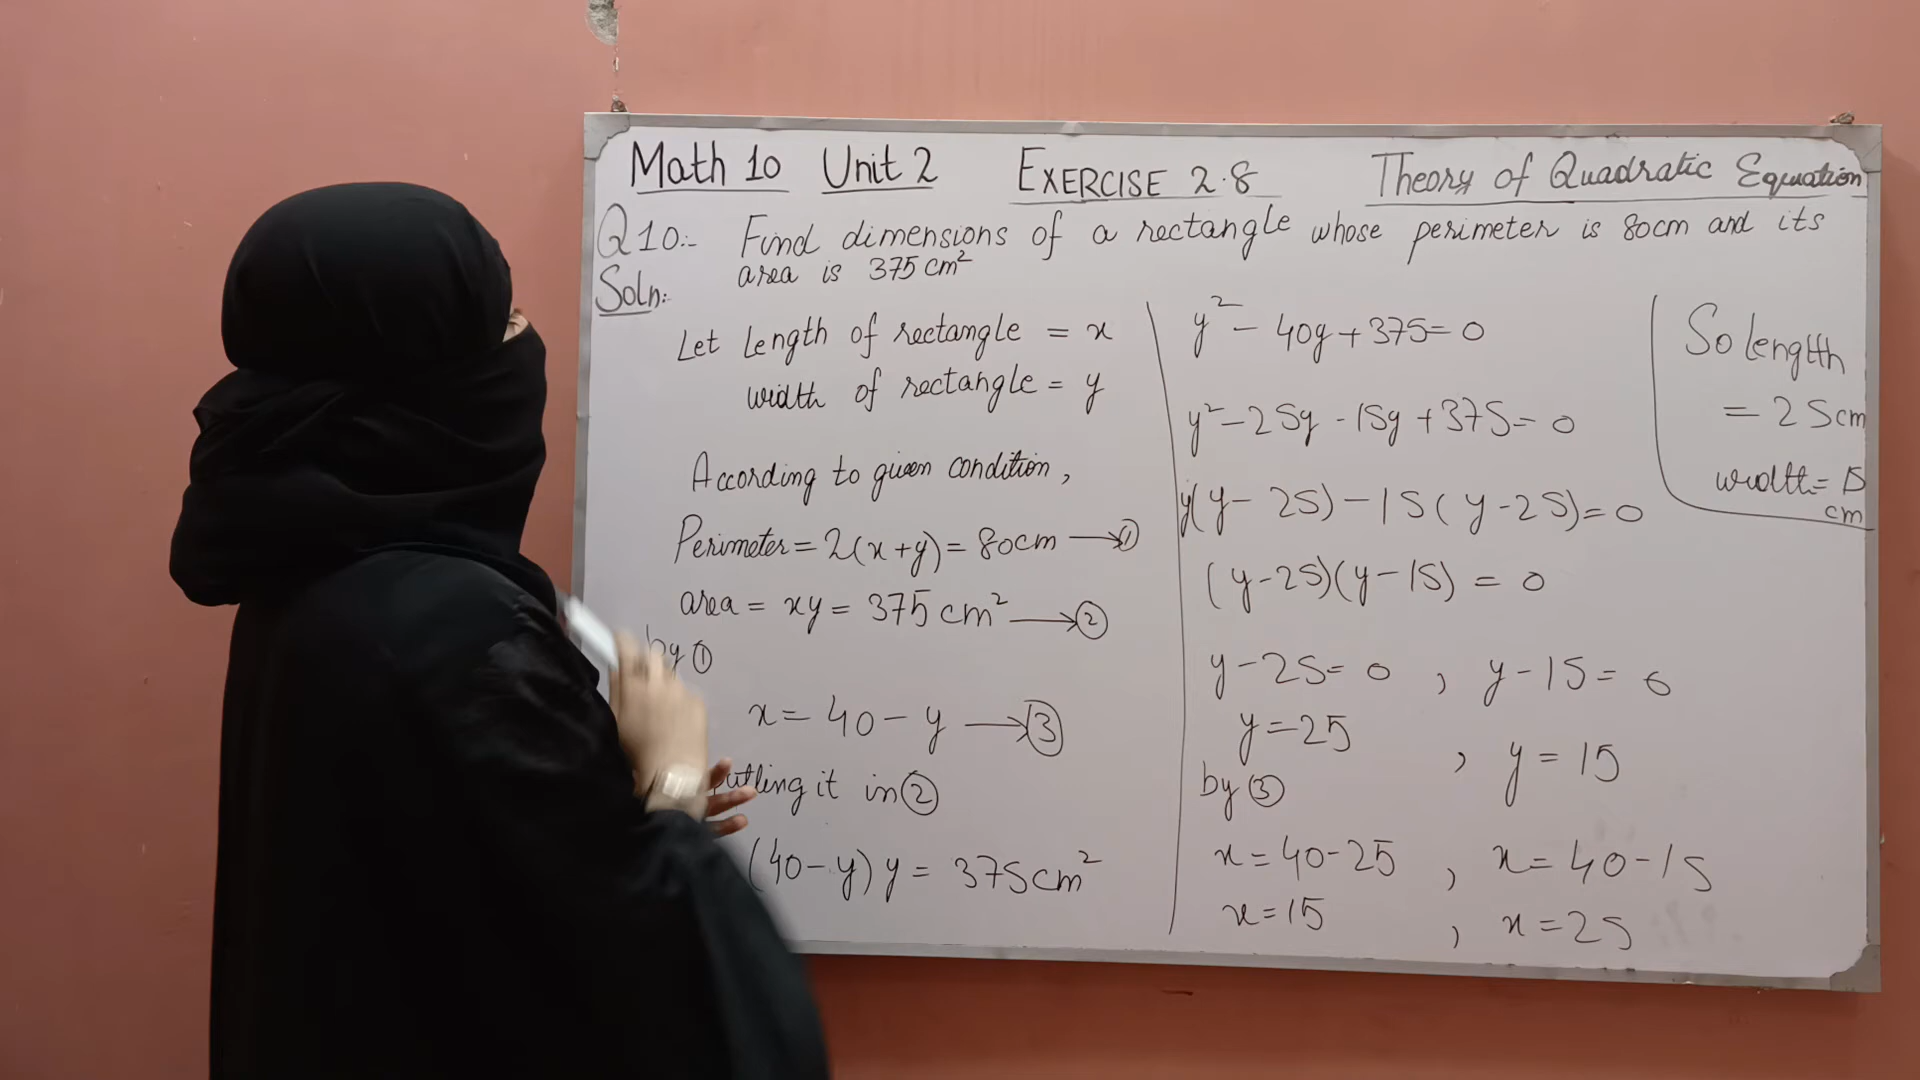 Math 10 Unit 2 EXERCISE 2.8 Theory of Quadratic Equation
Q10:- Find dimensions of a rectangle whose perimeter is 80cm and its
area is 375 cm²
Soln:
Let length of rectangle = x
width of rectangle = y
According to given condition,
Perimeter = 2(x+y) = 80cm → ①
area = xy = 375 cm² → ②
by ①
x = 40 - y → ③
putting it in ②
(40-y) y = 375cm²
y² - 40y + 375 = 0
y² - 25y - 15y + 375 = 0
y(y - 25) - 15(y - 25) = 0
(y-25)(y-15) = 0
y - 25 = 0 , y - 15 = 0
y = 25 , y = 15
by ③
x = 40-25 , x = 40-15
x = 15 , x = 25
So length
= 25cm
width = 15
cm